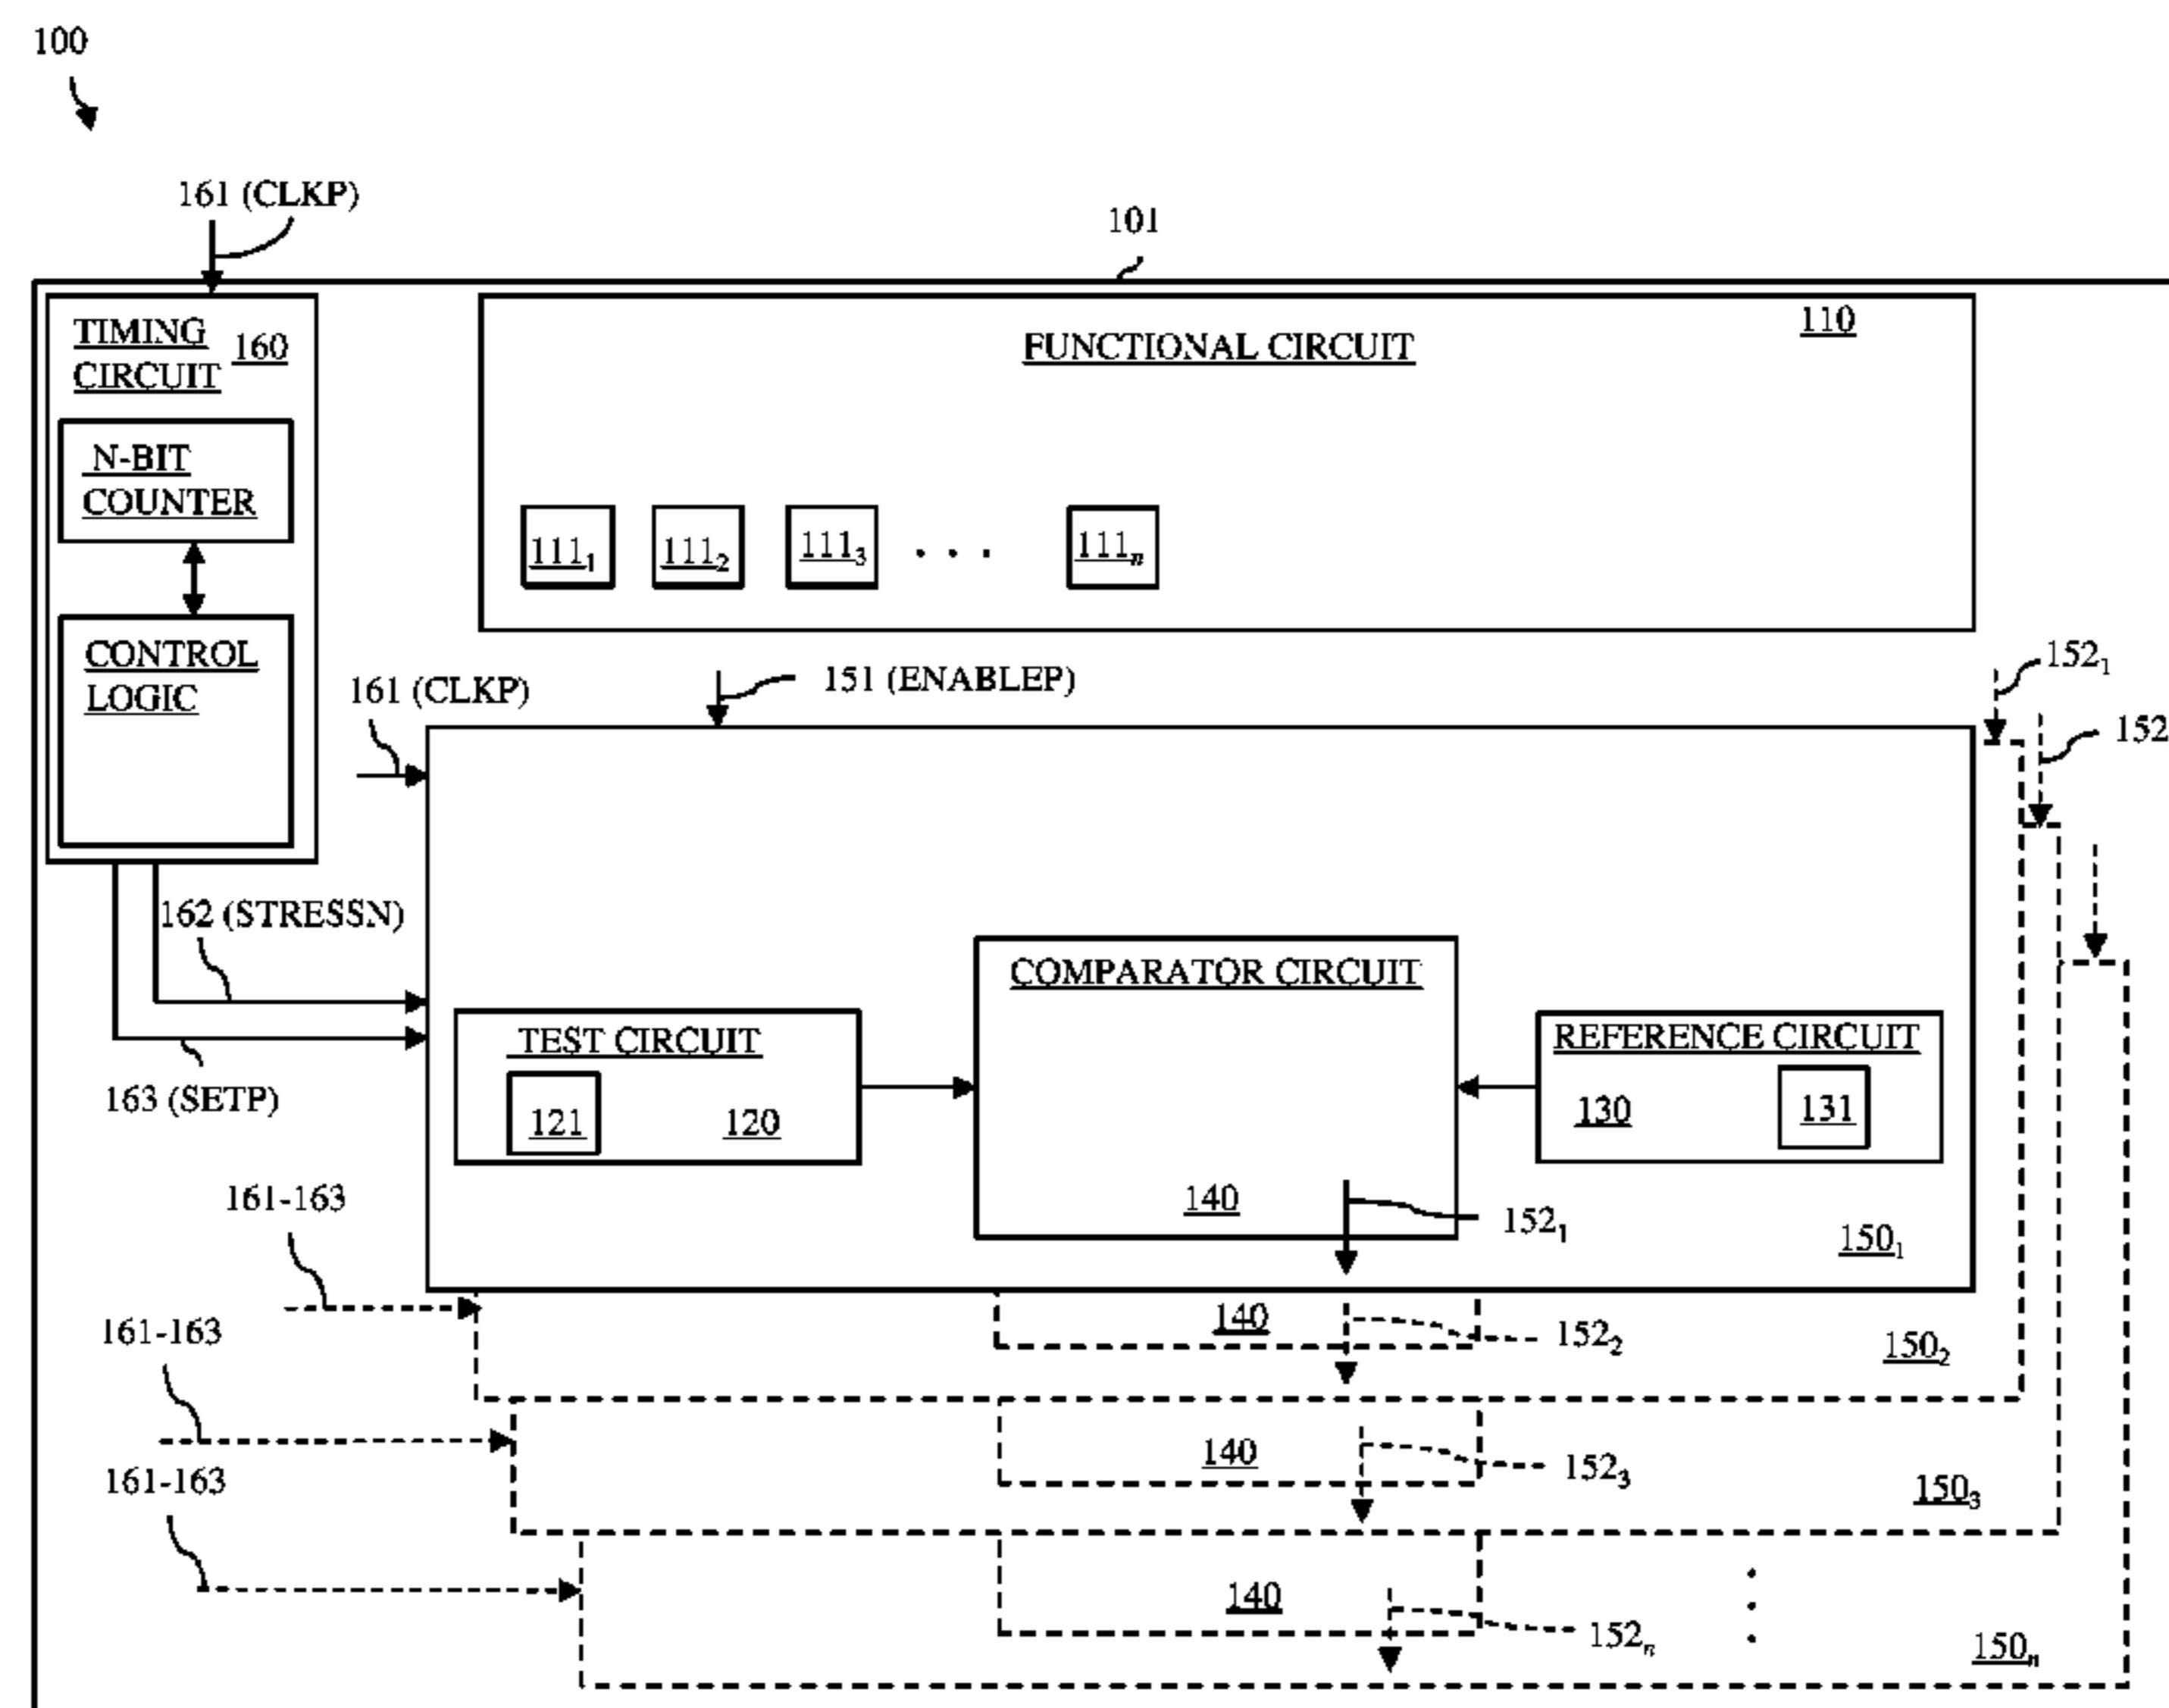 100
161 (CLKP)
101
TIMING
CIRCUIT
160
FUNCTIONAL CIRCUIT
110
N-BIT
COUNTER
111₁
111₂
111₃
. . .
111ₙ
CONTROL
LOGIC
161 (CLKP)
151 (ENABLEP)
152₁
152
162 (STRESSN)
163 (SETP)
COMPARATOR CIRCUIT
TEST CIRCUIT
121
120
REFERENCE CIRCUIT
130
131
140
152₁
150₁
161-163
140
152₂
150₂
161-163
140
152₃
150₃
161-163
140
152ₙ
150ₙ